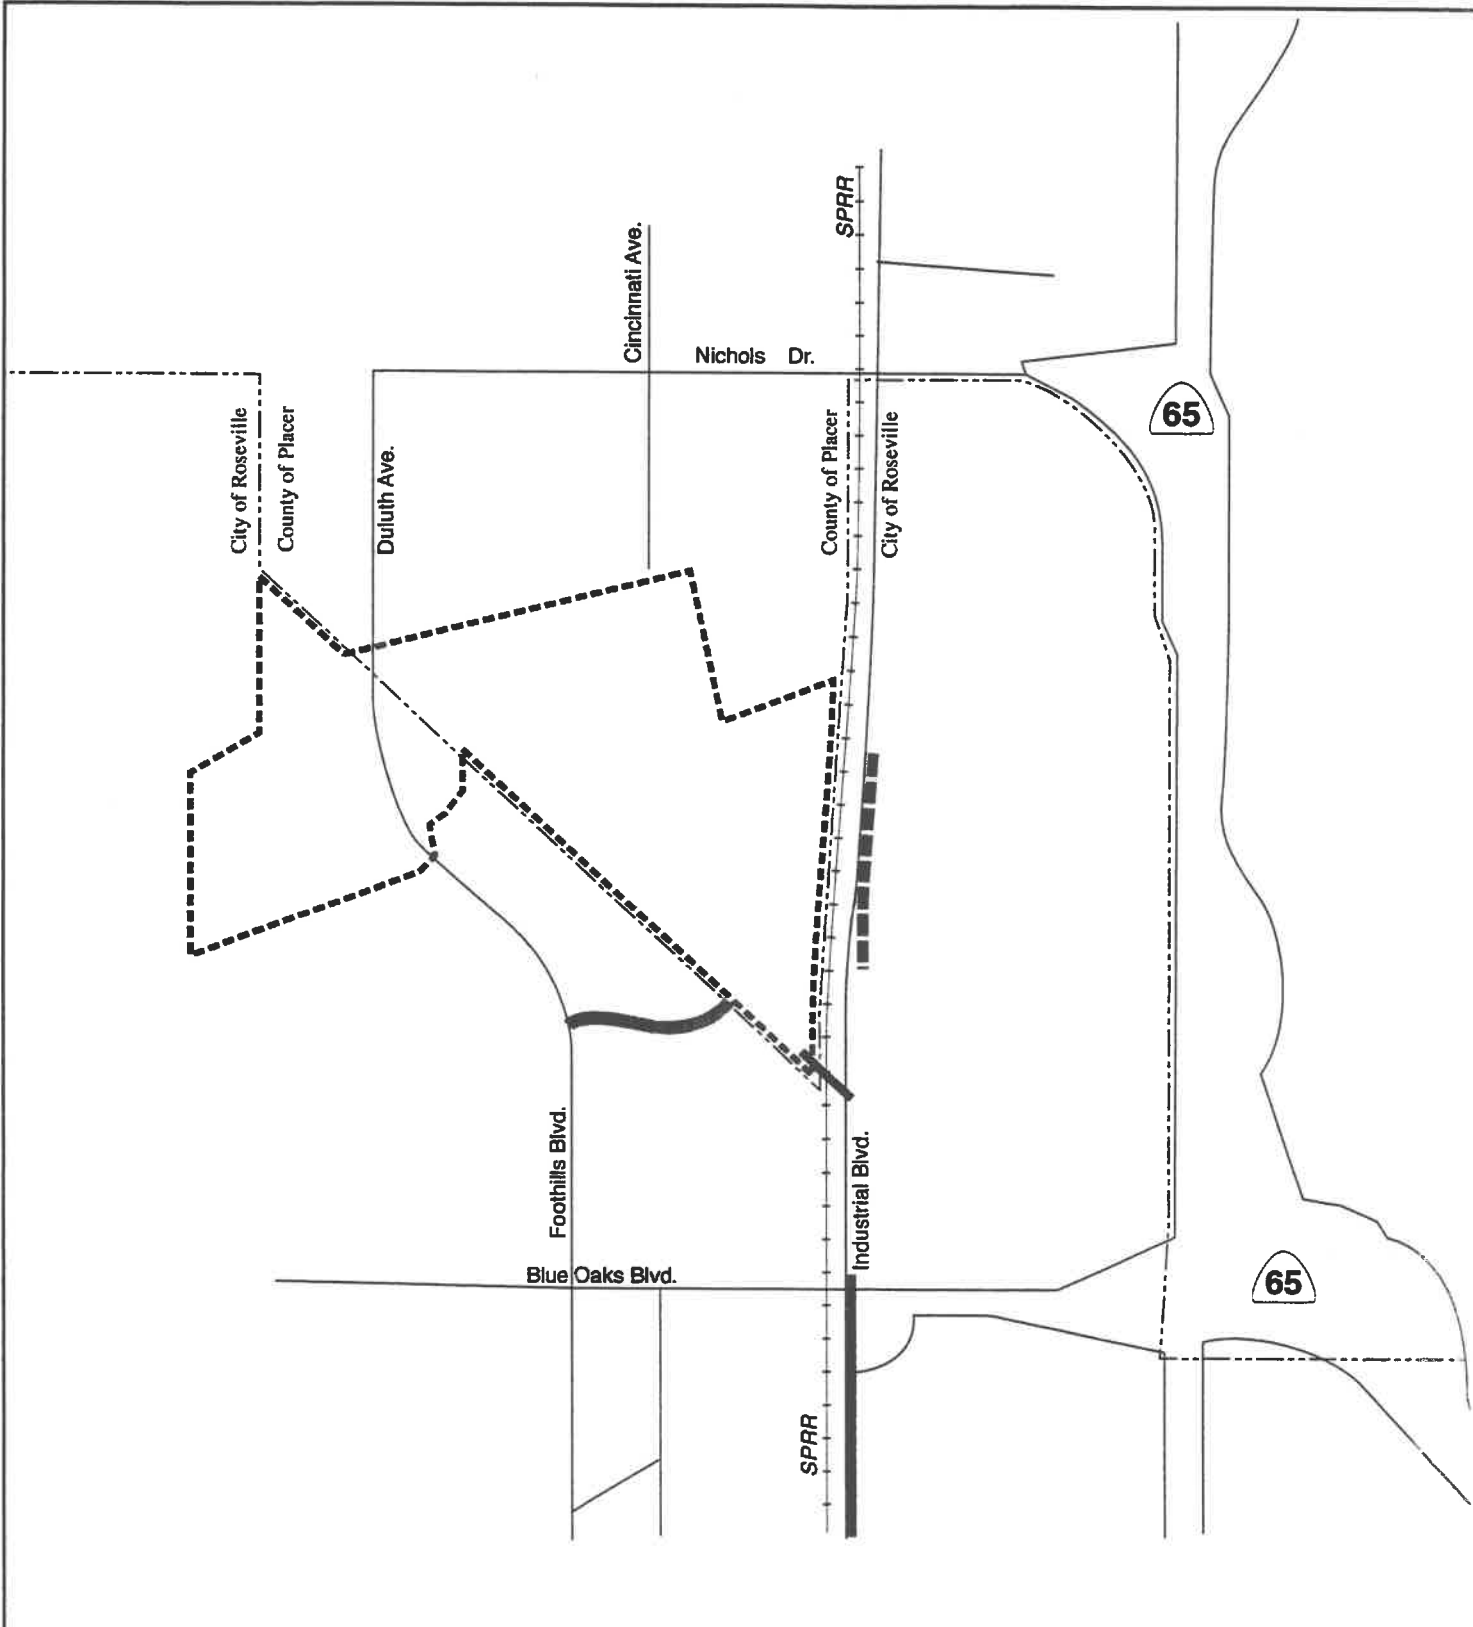 SPRR
Cincinnati Ave.
Nichols Dr.
65
City of Roseville
County of Placer
Duluth Ave.
County of Placer
City of Roseville
Foothills Blvd.
Industrial Blvd.
Blue Oaks Blvd.
65
SPRR